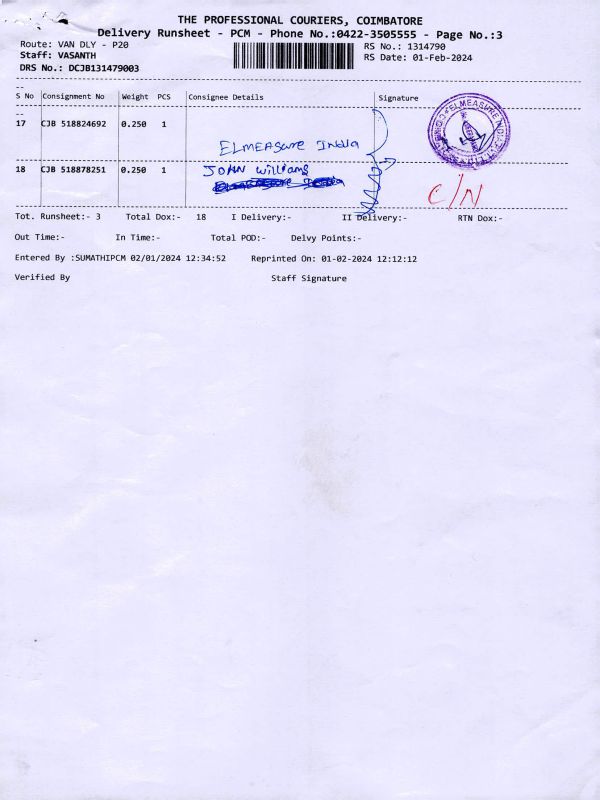 THE PROFESSIONAL COURIERS, COIMBATORE
Delivery Runsheet - PCM - Phone No.:0422-3505555 - Page No.:3
Route: VAN DLY - P20 RS No.: 1314790
Staff: VASANTH RS Date: 01-Feb-2024
DRS No.: DCJB131479003
S No Consignment No Weight PCS Consignee Details Signature
17 CJB 518824692 0.250 1
ELMEASURE INDIA
18 CJB 518878251 0.250 1 JOHN Williams
ELMEASURE INDIA
C/N
Tot. Runsheet:- 3 Total Dox:- 18 I Delivery:- II Delivery:- RTN Dox:-
Out Time:- In Time:- Total POD:- Delvy Points:-
Entered By :SUMATHIPCM 02/01/2024 12:34:52 Reprinted On: 01-02-2024 12:12:12
Verified By Staff Signature